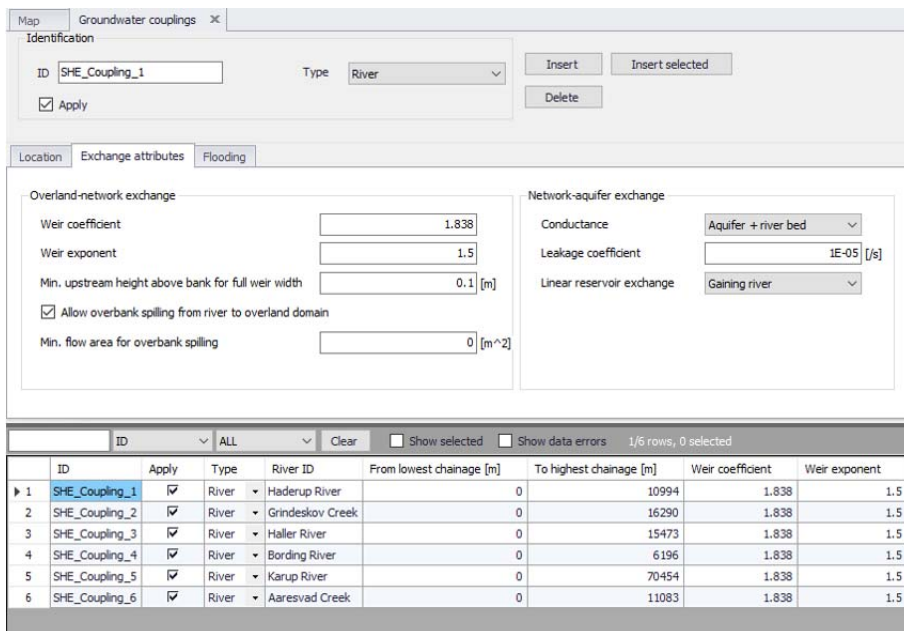 Map Groundwater couplings ×
Identification
ID SHE_Coupling_1 Type River Insert Insert selected
Apply Delete
Location Exchange attributes Flooding
Overland-network exchange Network-aquifer exchange
Weir coefficient 1.838 Conductance Aquifer + river bed
Weir exponent 1.5 Leakage coefficient 1E-05 [/s]
Min. upstream height above bank for full weir width 0.1 [m] Linear reservoir exchange Gaining river
Allow overbank spilling from river to overland domain
Min. flow area for overbank spilling 0 [m^2]
ID ALL Clear Show selected Show data errors 1/6 rows, 0 selected
ID Apply Type River ID From lowest chainage [m] To highest chainage [m] Weir coefficient Weir exponent
1 SHE_Coupling_1 River Haderup River 0 10994 1.838 1.5
2 SHE_Coupling_2 River Grindeskov Creek 0 16290 1.838 1.5
3 SHE_Coupling_3 River Haller River 0 15473 1.838 1.5
4 SHE_Coupling_4 River Bording River 0 6196 1.838 1.5
5 SHE_Coupling_5 River Karup River 0 70454 1.838 1.5
6 SHE_Coupling_6 River Aaresvad Creek 0 11083 1.838 1.5